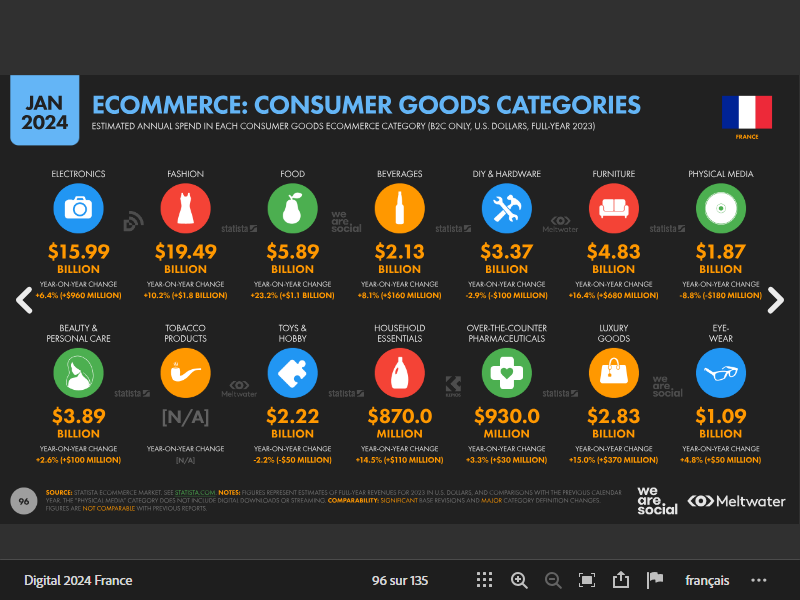 JAN
2024
ECOMMERCE: CONSUMER GOODS CATEGORIES
ESTIMATED ANNUAL SPEND IN EACH CONSUMER GOODS ECOMMERCE CATEGORY (B2C ONLY, U.S. DOLLARS, FULL-YEAR 2023)
FRANCE
ELECTRONICS FASHION FOOD BEVERAGES DIY & HARDWARE FURNITURE PHYSICAL MEDIA
statista we are social statista Meltwater statista
$15.99 $19.49 $5.89 $2.13 $3.37 $4.83 $1.87
BILLION BILLION BILLION BILLION BILLION BILLION BILLION
YEAR-ON-YEAR CHANGE YEAR-ON-YEAR CHANGE YEAR-ON-YEAR CHANGE YEAR-ON-YEAR CHANGE YEAR-ON-YEAR CHANGE YEAR-ON-YEAR CHANGE YEAR-ON-YEAR CHANGE
+6.4% (+$960 MILLION) +10.2% (+$1.8 BILLION) +23.2% (+$1.1 BILLION) +8.1% (+$160 MILLION) -2.9% (-$100 MILLION) +16.4% (+$680 MILLION) -8.8% (-$180 MILLION)
BEAUTY & TOBACCO TOYS & HOUSEHOLD OVER-THE-COUNTER LUXURY EYE-
PERSONAL CARE PRODUCTS HOBBY ESSENTIALS PHARMACEUTICALS GOODS WEAR
statista Meltwater statista KEPIOS statista we are social
$3.89 [N/A] $2.22 $870.0 $930.0 $2.83 $1.09
BILLION BILLION MILLION MILLION BILLION BILLION
YEAR-ON-YEAR CHANGE YEAR-ON-YEAR CHANGE YEAR-ON-YEAR CHANGE YEAR-ON-YEAR CHANGE YEAR-ON-YEAR CHANGE YEAR-ON-YEAR CHANGE YEAR-ON-YEAR CHANGE
+2.6% (+$100 MILLION) [N/A] -2.2% (-$50 MILLION) +14.5% (+$110 MILLION) +3.3% (+$30 MILLION) +15.0% (+$370 MILLION) +4.8% (+$50 MILLION)
96
SOURCE: STATISTA ECOMMERCE MARKET. SEE STATISTA.COM. NOTES: FIGURES REPRESENT ESTIMATES OF FULL-YEAR REVENUES FOR 2023 IN U.S. DOLLARS, AND COMPARISONS WITH THE PREVIOUS CALENDAR
YEAR. THE "PHYSICAL MEDIA" CATEGORY DOES NOT INCLUDE DIGITAL DOWNLOADS OR STREAMING. COMPARABILITY: SIGNIFICANT BASE REVISIONS AND MAJOR CATEGORY DEFINITION CHANGES.
FIGURES ARE NOT COMPARABLE WITH PREVIOUS REPORTS.
we
are.
social
Meltwater
Digital 2024 France
96 sur 135
français